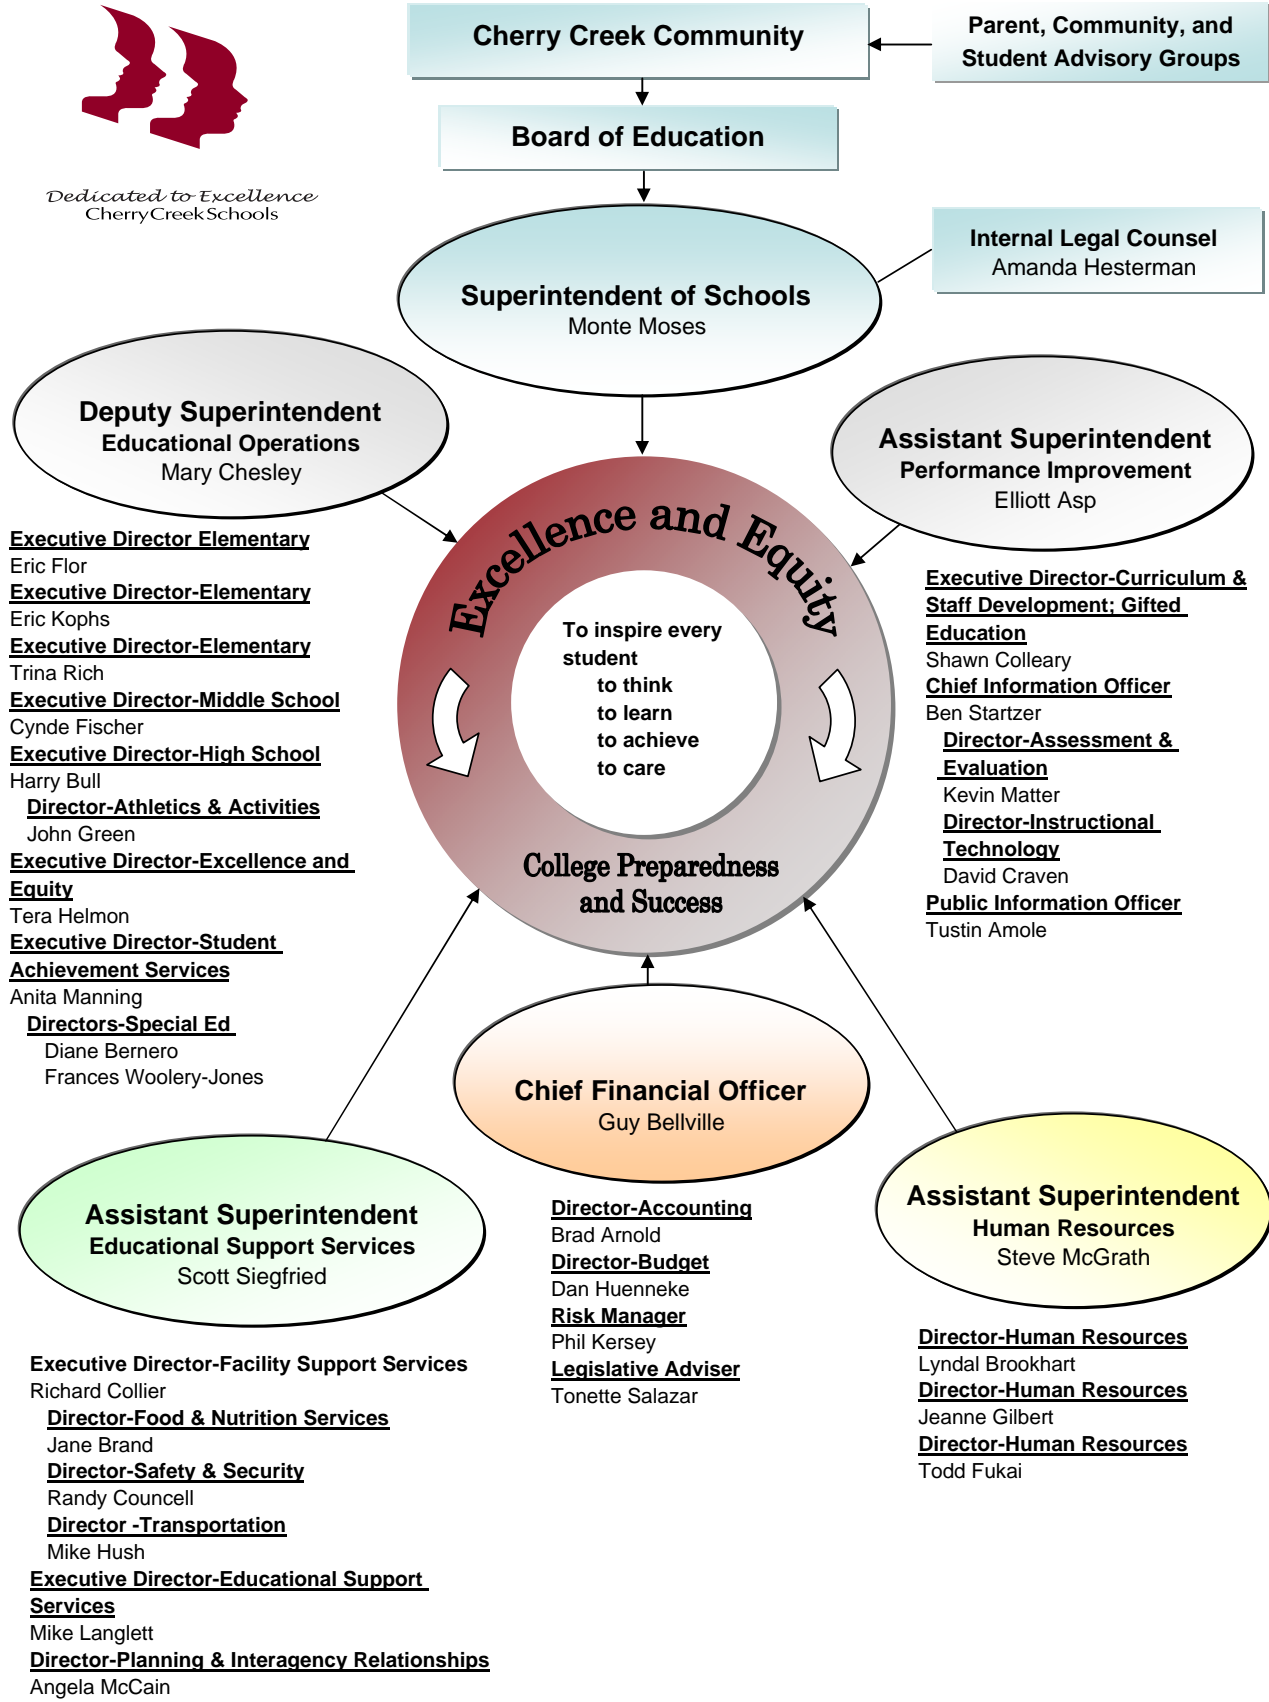 Cherry Creek Community
Parent, Community, and
Student Advisory Groups
Board of Education
Dedicated to Excellence
Cherry Creek Schools
Internal Legal Counsel
Amanda Hesterman
Superintendent of Schools
Monte Moses
Deputy Superintendent
Educational Operations
Mary Chesley
Assistant Superintendent
Performance Improvement
Elliott Asp
Excellence and Equity
To inspire every
student
to think
to learn
to achieve
to care
College Preparedness
and Success
Executive Director Elementary
Eric Flor
Executive Director-Elementary
Eric Kophs
Executive Director-Elementary
Trina Rich
Executive Director-Middle School
Cynde Fischer
Executive Director-High School
Harry Bull
Director-Athletics & Activities
John Green
Executive Director-Excellence and
Equity
Tera Helmon
Executive Director-Student
Achievement Services
Anita Manning
Directors-Special Ed
Diane Bernero
Frances Woolery-Jones
Executive Director-Curriculum &
Staff Development; Gifted
Education
Shawn Colleary
Chief Information Officer
Ben Startzer
Director-Assessment &
Evaluation
Kevin Matter
Director-Instructional
Technology
David Craven
Public Information Officer
Tustin Amole
Chief Financial Officer
Guy Bellville
Director-Accounting
Brad Arnold
Director-Budget
Dan Huenneke
Risk Manager
Phil Kersey
Legislative Adviser
Tonette Salazar
Assistant Superintendent
Educational Support Services
Scott Siegfried
Executive Director-Facility Support Services
Richard Collier
Director-Food & Nutrition Services
Jane Brand
Director-Safety & Security
Randy Councell
Director -Transportation
Mike Hush
Executive Director-Educational Support
Services
Mike Langlett
Director-Planning & Interagency Relationships
Angela McCain
Assistant Superintendent
Human Resources
Steve McGrath
Director-Human Resources
Lyndal Brookhart
Director-Human Resources
Jeanne Gilbert
Director-Human Resources
Todd Fukai